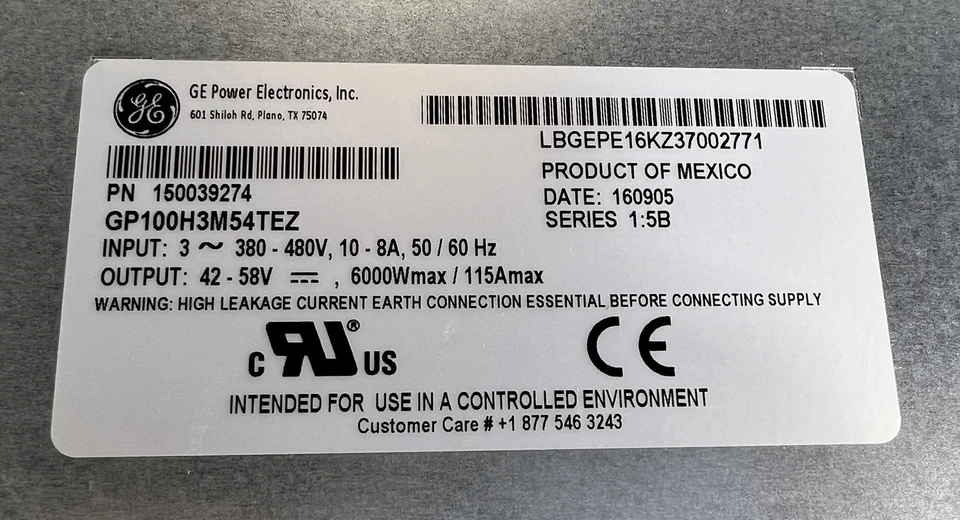 GE
GE Power Electronics, Inc.
601 Shiloh Rd, Plano, TX 75074
LBGEPE16KZ37002771
PRODUCT OF MEXICO
DATE: 160905
SERIES 1:5B
PN 150039274
GP100H3M54TEZ
INPUT: 3 ~ 380 - 480V, 10 - 8A, 50 / 60 Hz
OUTPUT: 42 - 58V ⎓ , 6000Wmax / 115Amax
WARNING: HIGH LEAKAGE CURRENT EARTH CONNECTION ESSENTIAL BEFORE CONNECTING SUPPLY
c RU ® US CE
INTENDED FOR USE IN A CONTROLLED ENVIRONMENT
Customer Care # +1 877 546 3243